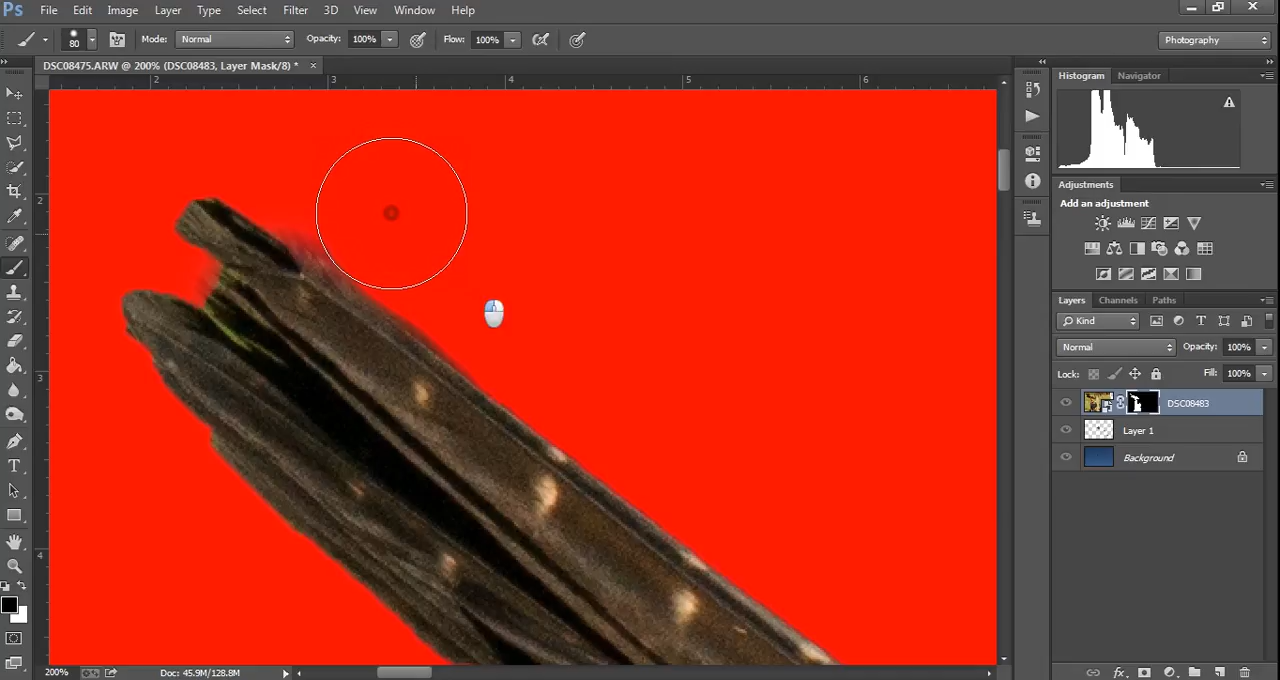 Ps File Edit Image Layer Type Select Filter 3D View Window Help
80 Mode: Normal Opacity: 100% Flow: 100% Photography
DSC08475.ARW @ 200% (DSC08483, Layer Mask/8) * ×
2 3 4 5 6
Histogram Navigator
Adjustments
Add an adjustment
2
3
4
Layers Channels Paths
Kind
Normal Opacity: 100%
Lock: Fill: 100%
DSC08483
Layer 1
Background
200% Doc: 45.9M/128.8M